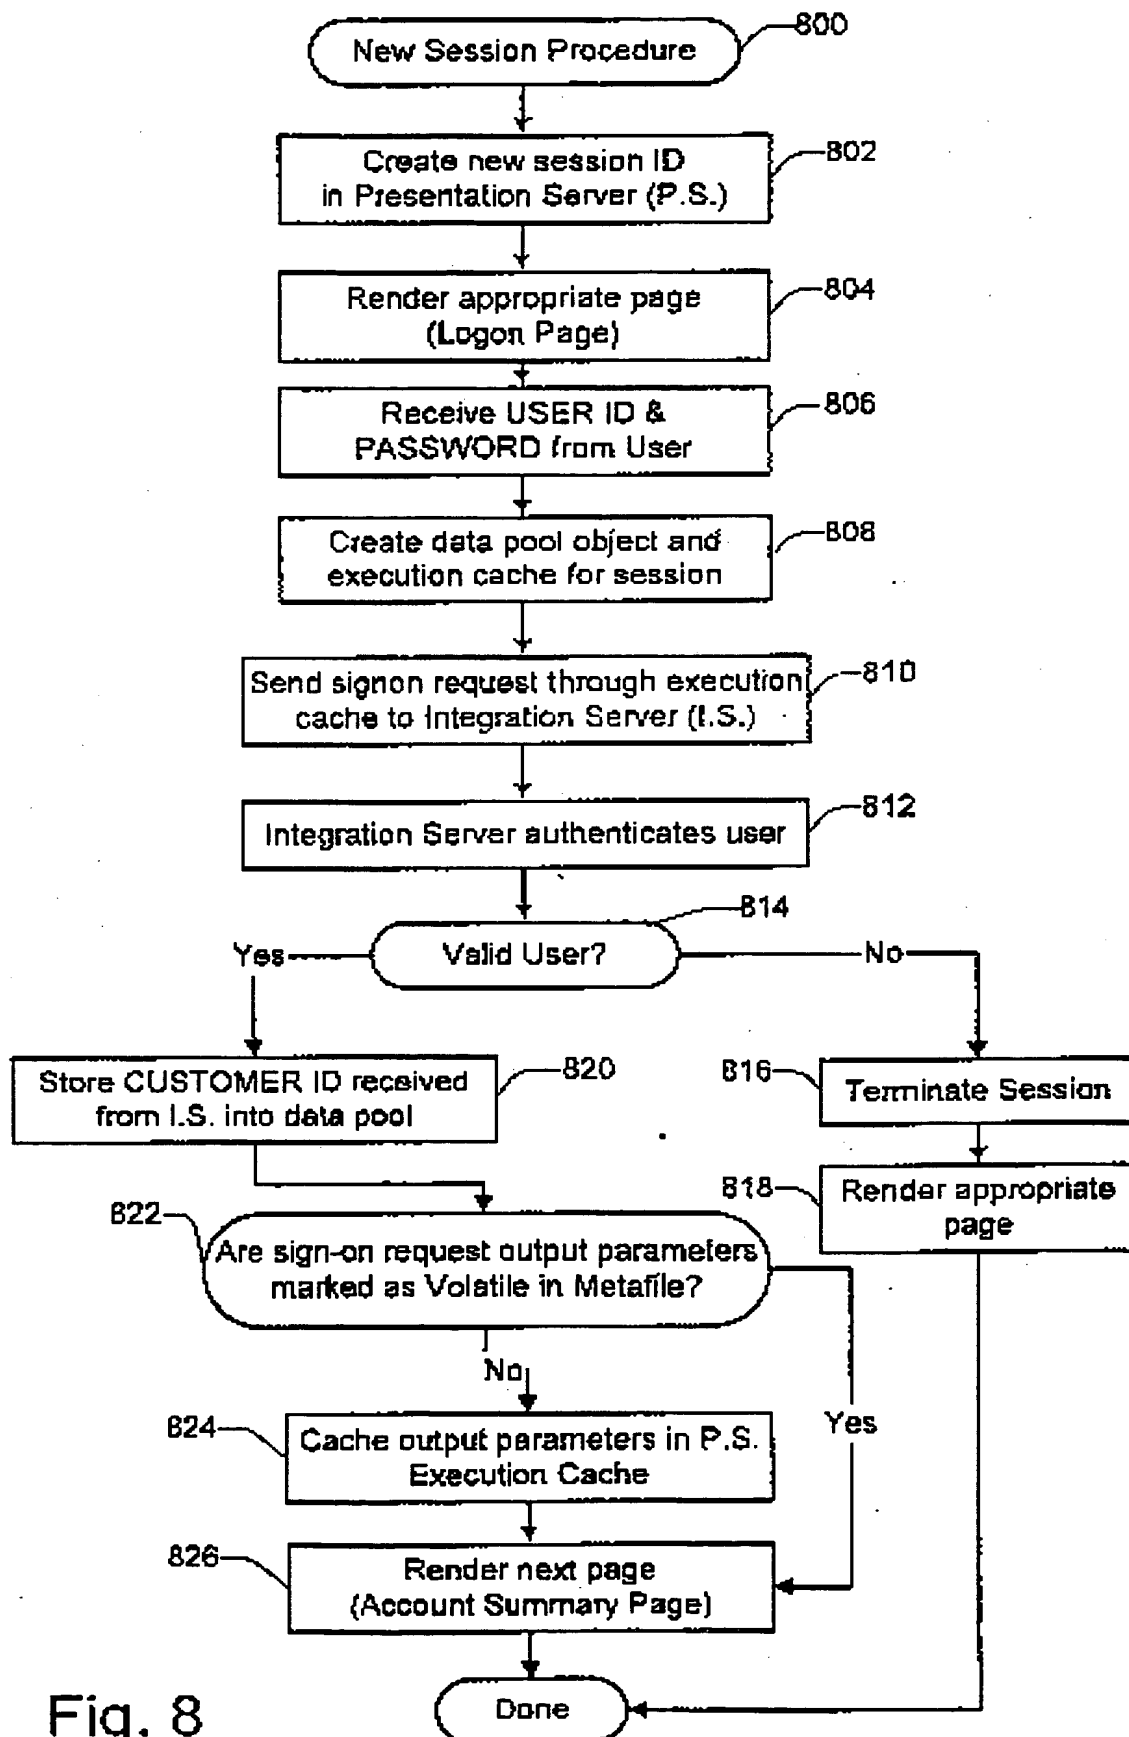 800
New Session Procedure
802
Create new session ID
in Presentation Server (P.S.)
804
Render appropriate page
(Logon Page)
806
Receive USER ID &
PASSWORD from User
808
Create data pool object and
execution cache for session
810
Send signon request through execution
cache to Integration Server (I.S.)
812
Integration Server authenticates user
814
Valid User?
Yes
No
820
Store CUSTOMER ID received
from I.S. into data pool
816
Terminate Session
818
Render appropriate
page
822
Are sign-on request output parameters
marked as Volatile in Metafile?
No
Yes
824
Cache output parameters in P.S.
Execution Cache
826
Render next page
(Account Summary Page)
Done
Fig. 8